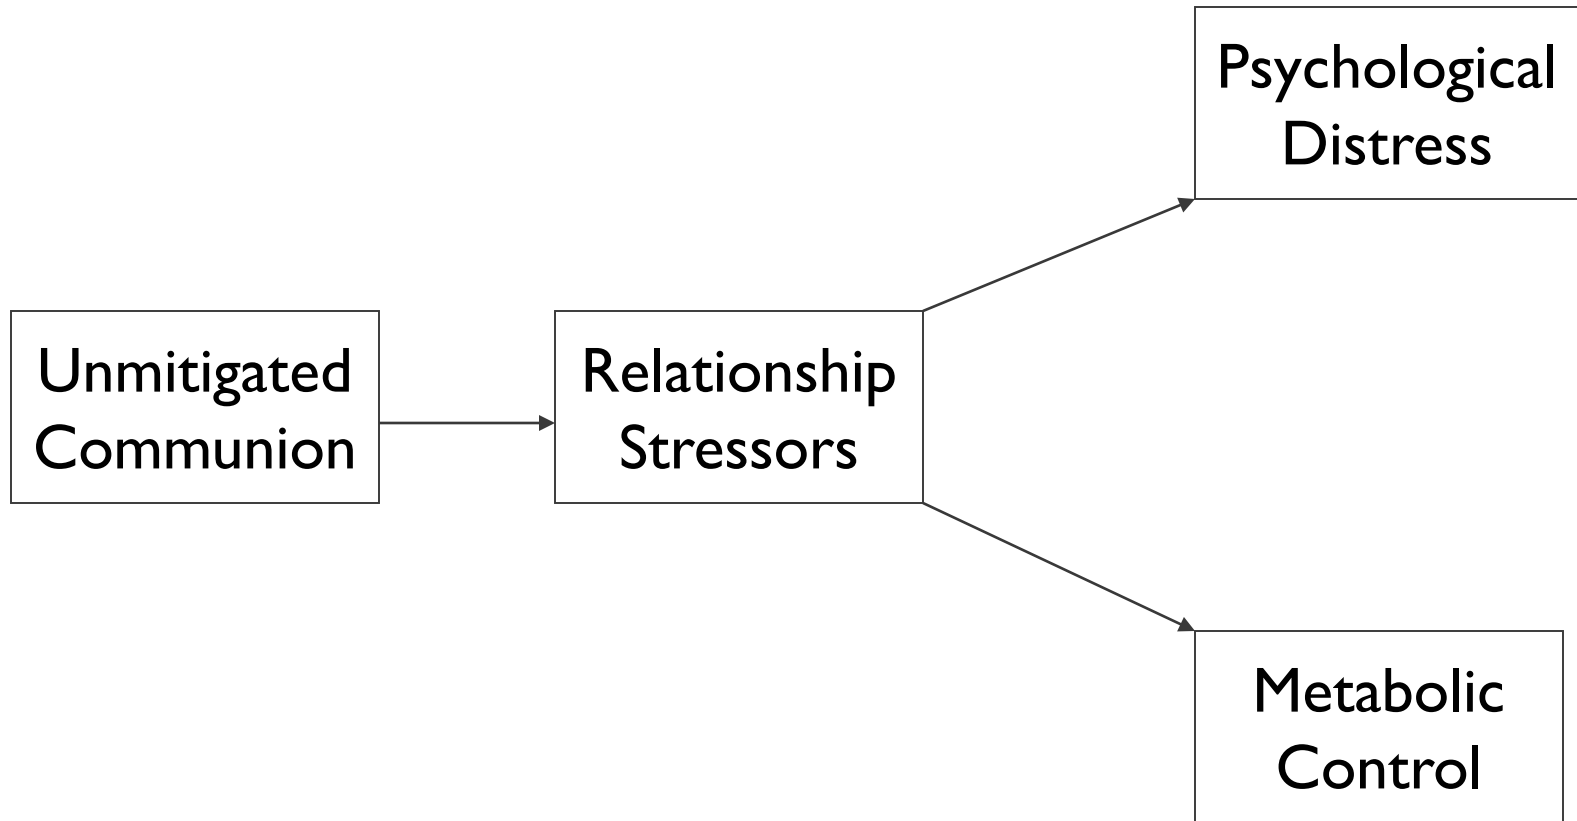 Psychological
Distress
Unmitigated
Communion
Relationship
Stressors
Metabolic
Control